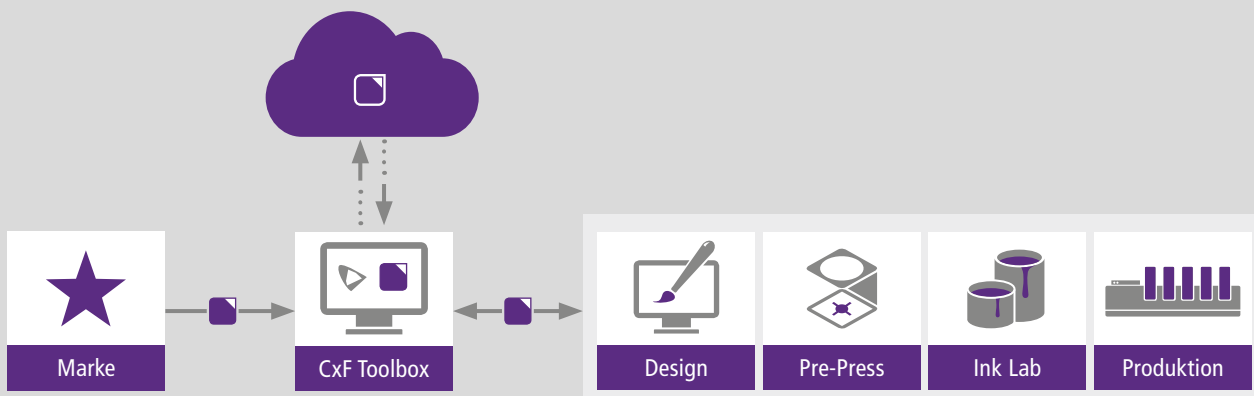 Marke
CxF Toolbox
Design
Pre-Press
Ink Lab
Produktion